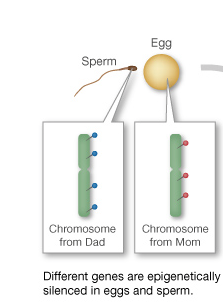 Egg
Sperm
Chromosome
from Dad
Chromosome
from Mom
Different genes are epigenetically
silenced in eggs and sperm.